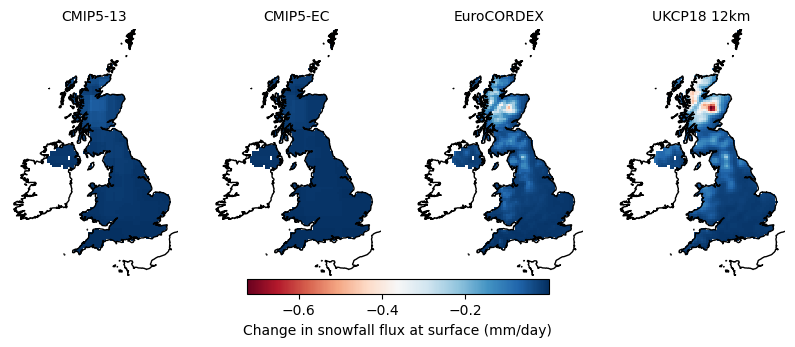 CMIP5-13
CMIP5-EC
EuroCORDEX
UKCP18 12km
−0.6
−0.4
−0.2
Change in snowfall flux at surface (mm/day)